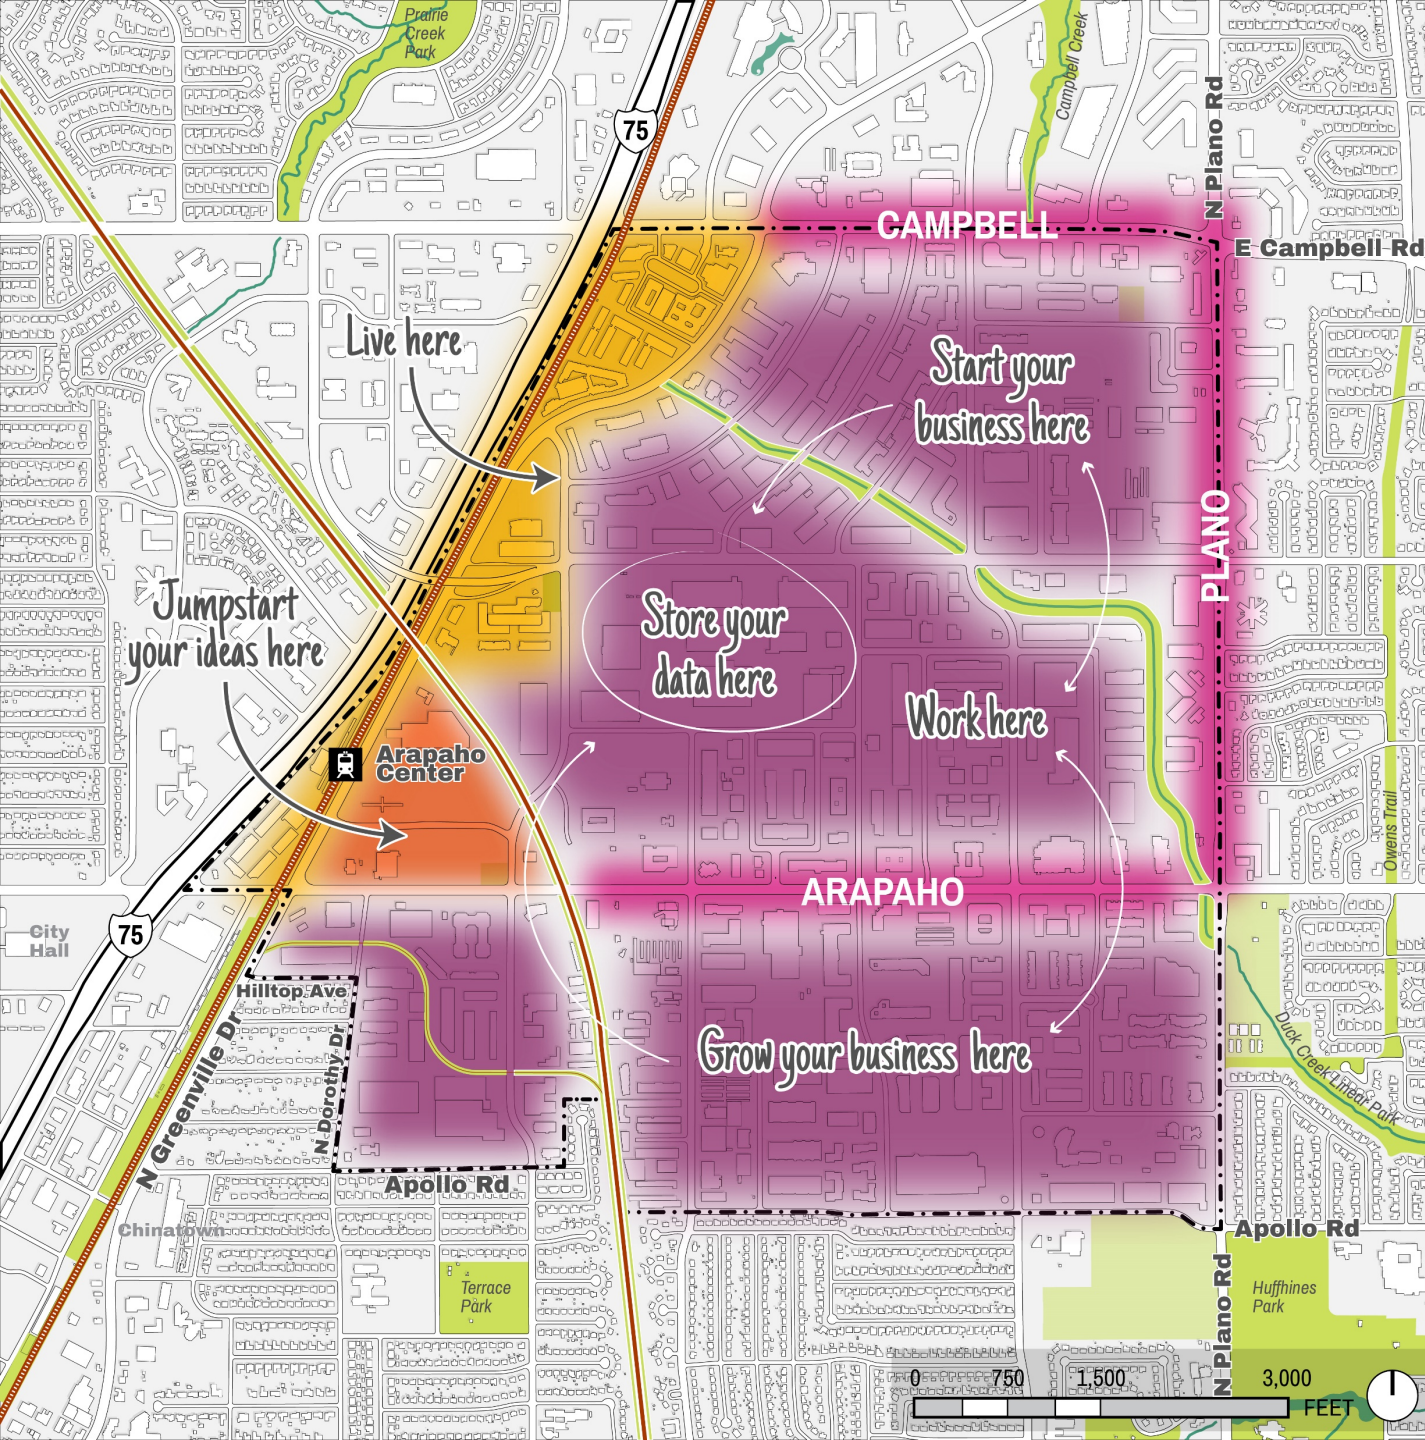 Prairie
Creek
Park
Campbell Creek
75
N Plano Rd
CAMPBELL
E Campbell Rd
Live here
Start your
business here
PLANO
Jumpstart
your ideas here
Store your
data here
Work here
Arapaho
Center
Owens Trail
ARAPAHO
City
Hall
75
Hilltop Ave
N Greenville Dr
N Dorothy Dr
Grow your business here
Duck Creek Linear Park
Apollo Rd
Chinatown
Apollo Rd
Terrace
Park
N Plano Rd
Huffhines
Park
0 750 1,500 3,000
FEET